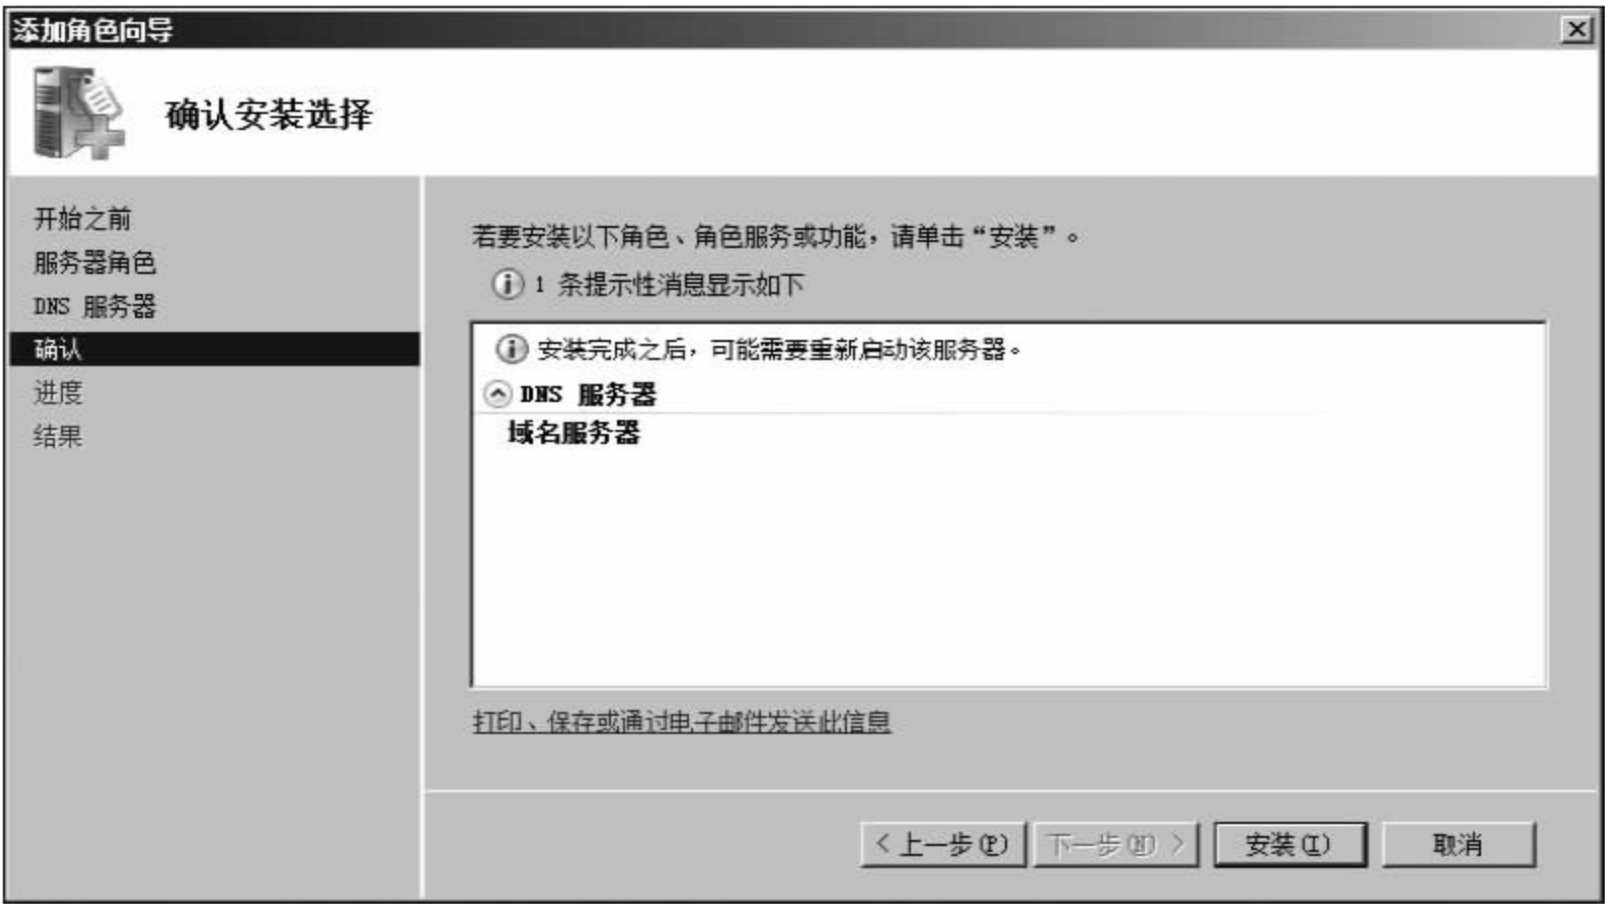 添加角色向导
确认安装选择
开始之前
服务器角色
DNS 服务器
确认
进度
结果
若要安装以下角色、角色服务或功能，请单击“安装”。
1 条提示性消息显示如下
安装完成之后，可能需要重新启动该服务器。
DNS 服务器
域名服务器
打印、保存或通过电子邮件发送此信息
< 上一步(P)
下一步(N) >
安装(I)
取消